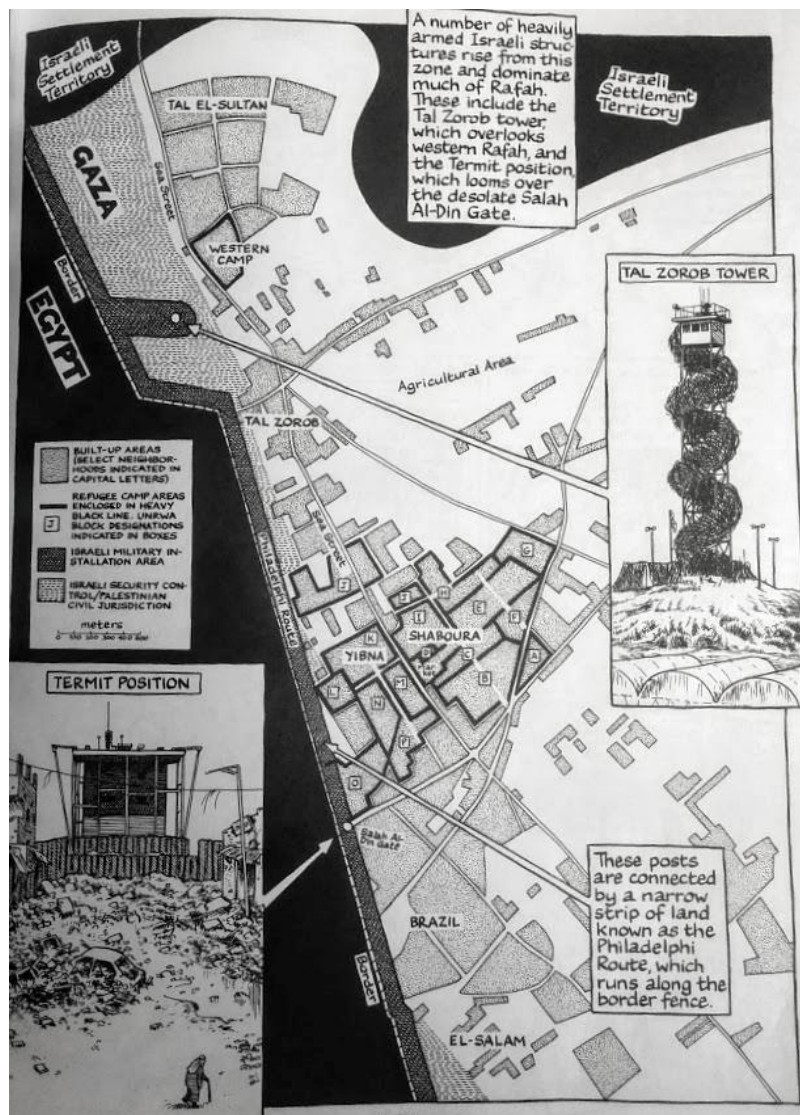 A number of heavily
armed Israeli struc-
tures rise from this
zone and dominate
much of Rafah.
These include the
Tal Zorob tower,
which overlooks
western Rafah, and
the Termit position,
which looms over
the desolate Salah
Al-Din Gate.
Israeli
Settlement
Territory
Israeli
Settlement
Territory
TAL EL-SULTAN
GAZA
Sea Street
WESTERN
CAMP
Border
EGYPT
TAL ZOROB TOWER
Agricultural Area
TAL ZOROB
BUILT-UP AREAS
(SELECT NEIGHBOR-
HOODS INDICATED IN
CAPITAL LETTERS)
REFUGEE CAMP AREAS
ENCLOSED IN HEAVY
BLACK LINE. UNRWA
BLOCK DESIGNATIONS
INDICATED IN BOXES
J
ISRAELI MILITARY IN-
STALLATION AREA
ISRAELI SECURITY CON-
TROL/PALESTINIAN
CIVIL JURISDICTION
meters
0 100 200 300 400 500
Sea Street
Philadelphi Route
G
J
J
H
E
F
I
SHABOURA
K
YIBNA
D
C
A
Market
B
L
M
N
P
O
TERMIT POSITION
Salah Al-
Din Gate
These posts
are connected
by a narrow
strip of land
known as the
Philadelphi
Route, which
runs along the
border fence.
BRAZIL
Border
EL-SALAM